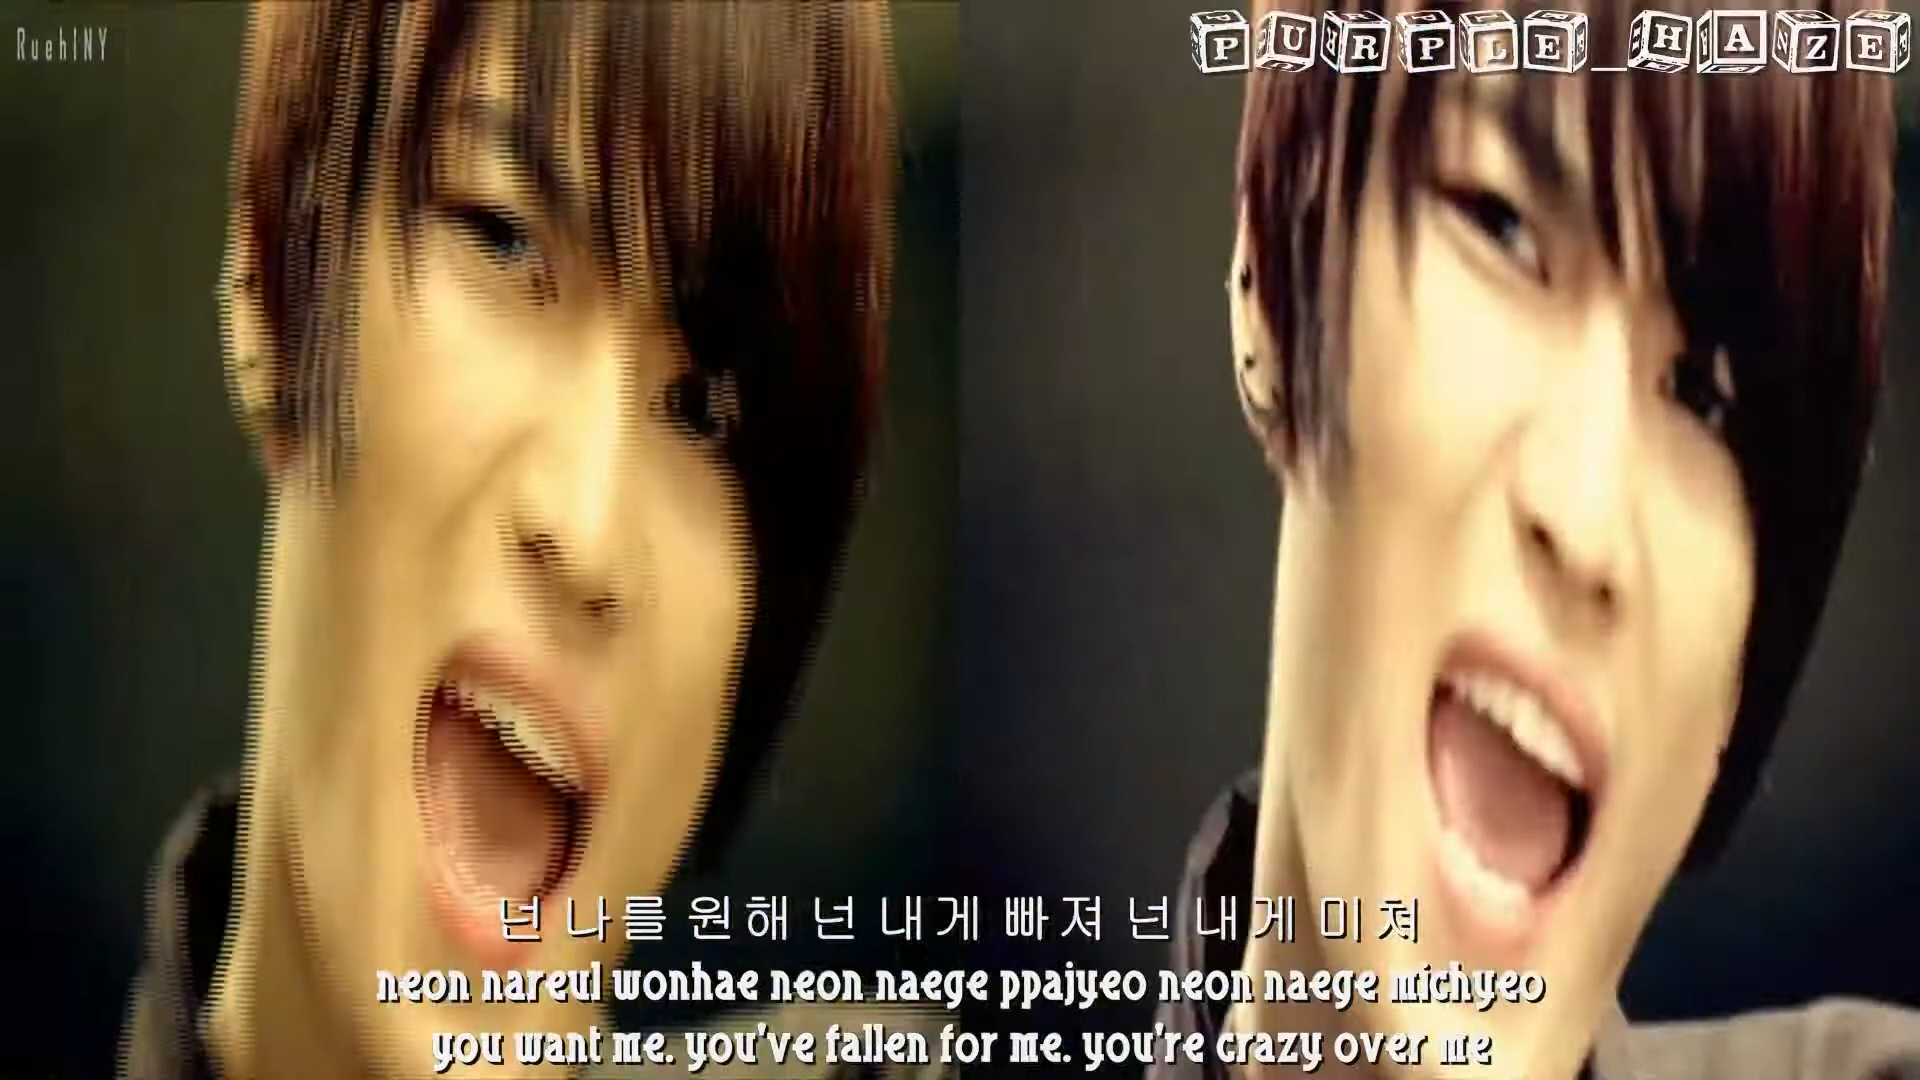 RuehlNY
PURPLE_HAZE
넌 나를 원해 넌 내게 빠져 넌 내게 미쳐
neon nareul wonhae neon naege ppajyeo neon naege michyeo
you want me. you've fallen for me. you're crazy over me